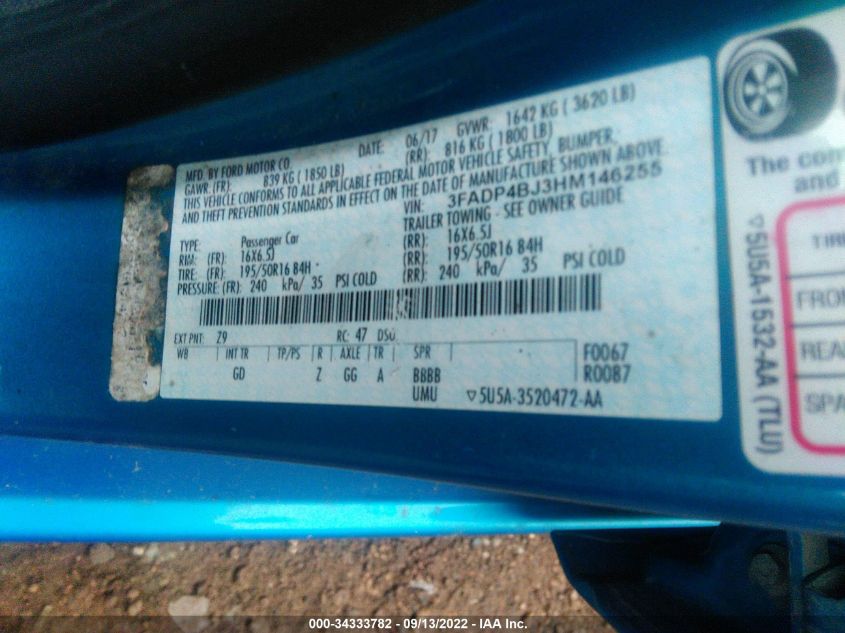 MFD. BY FORD MOTOR CO.
DATE: 06/17 GVWR: 1642 KG ( 3620 LB)
GAWR: (FR): 839 KG ( 1850 LB) (RR): 816 KG ( 1800 LB)
THIS VEHICLE CONFORMS TO ALL APPLICABLE FEDERAL MOTOR VEHICLE SAFETY, BUMPER,
AND THEFT PREVENTION STANDARDS IN EFFECT ON THE DATE OF MANUFACTURE SHOWN ABOVE.
VIN: 3FADP4BJ3HM146255
TYPE: Passenger Car TRAILER TOWING - SEE OWNER GUIDE
RIM: (FR): 16X6.5J (RR): 16X6.5J
TIRE: (FR): 195/50R16 84H (RR): 195/50R16 84H
PRESSURE: (FR): 240 kPa/ 35 PSI COLD (RR): 240 kPa/ 35 PSI COLD
EXT PNT: Z9 RC: 47 DSO:
WB INT TR TP/PS R AXLE TR SPR F0067
GD Z GG A BBBB R0087
UMU ▽5U5A-3520472-AA
The con
and
TIRE
FRON
REA
SPA
▽5U5A-1532-AA (TLU)
000-34333782 - 09/13/2022 - IAA Inc.